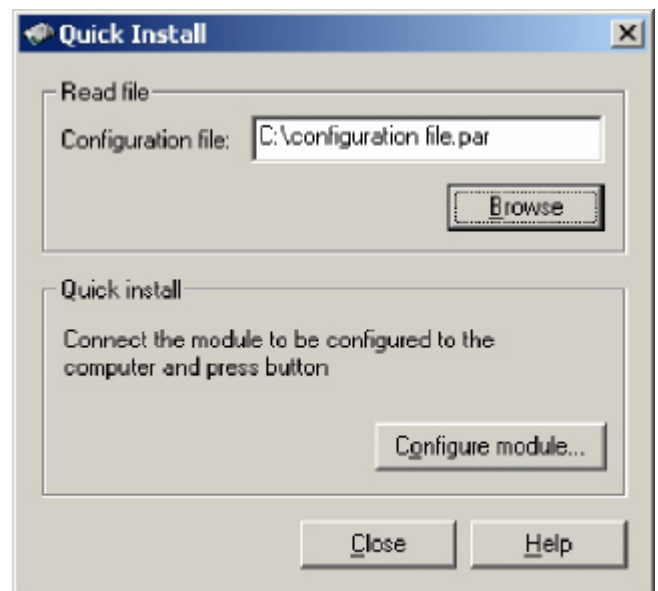 Quick Install
Read file
Configuration file: C:\configuration file.par
Browse
Quick install
Connect the module to be configured to the
computer and press button
Configure module...
Close Help